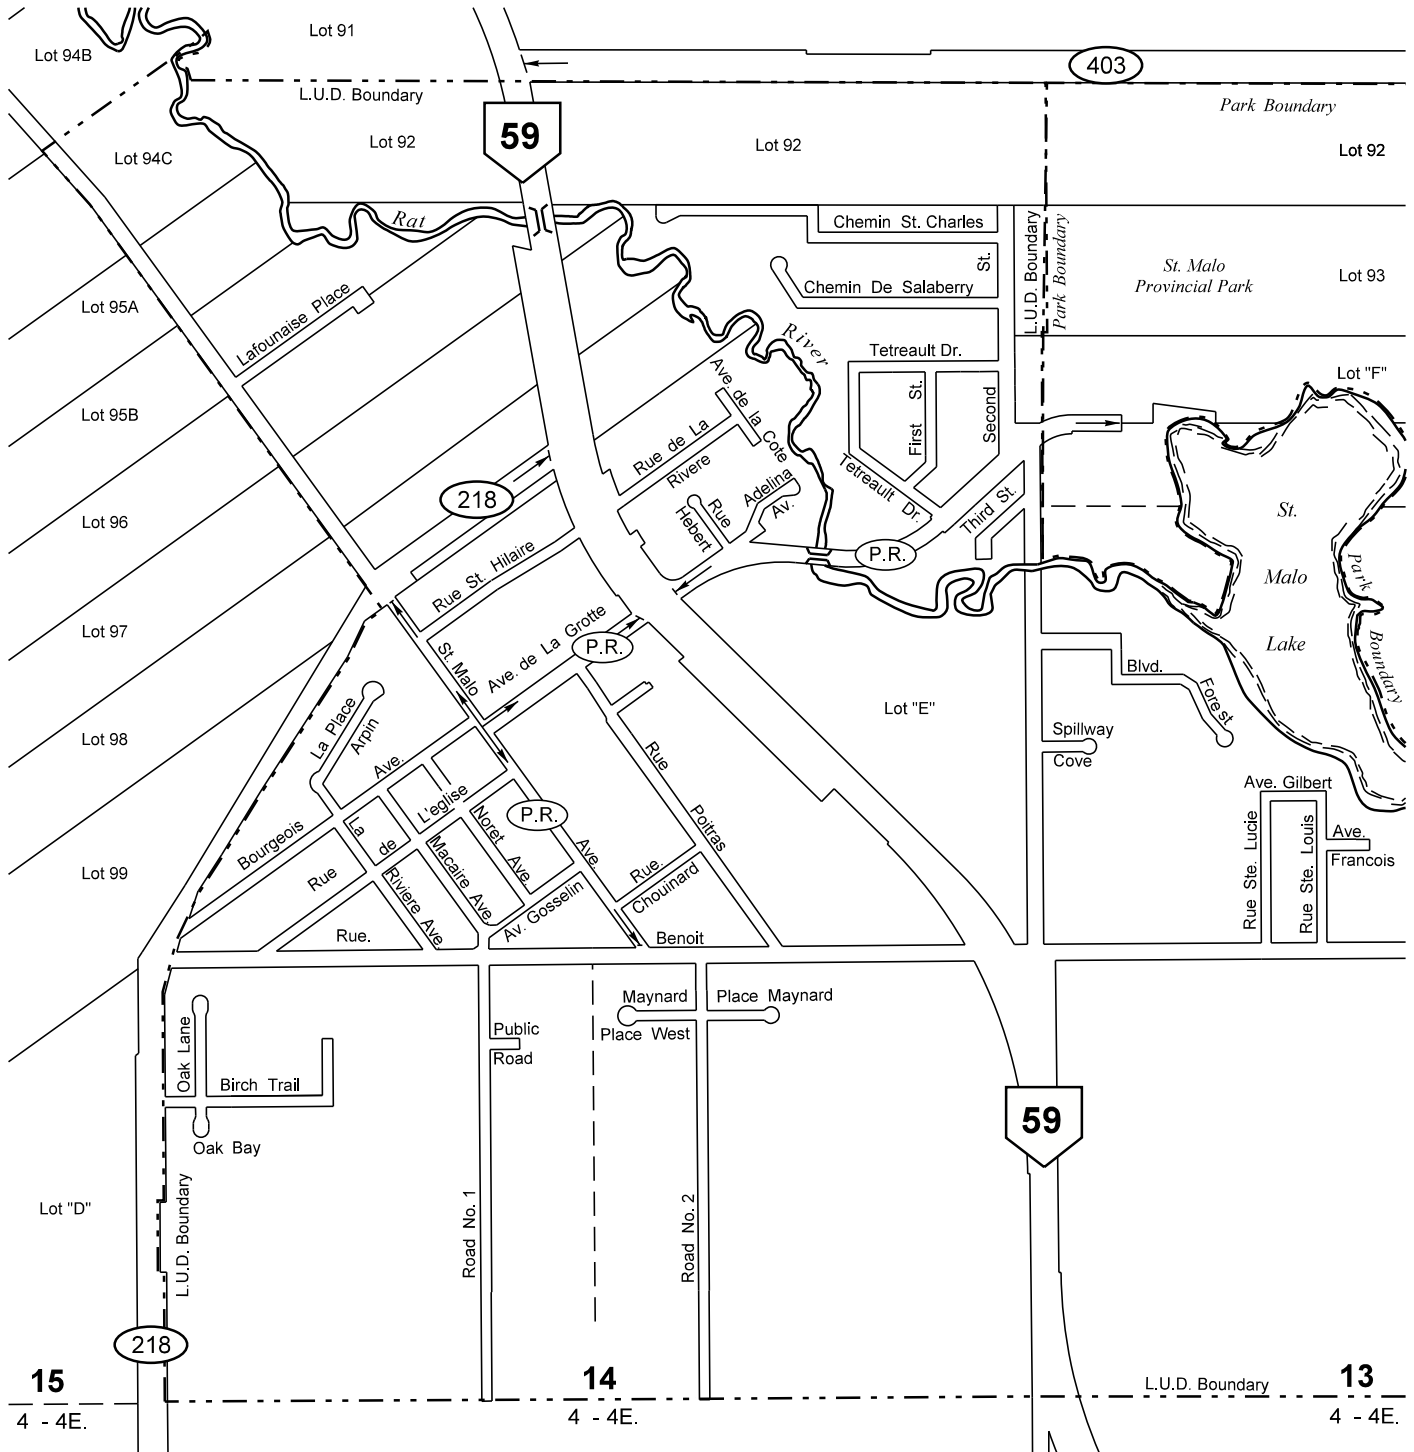 Lot 91
Lot 94B
403
L.U.D. Boundary
Park Boundary
59
Lot 94C
Lot 92
Lot 92
Lot 92
Rat
Chemin St. Charles
St.
L.U.D. Boundary
Park Boundary
St. Malo
Provincial Park
Lot 93
Chemin De Salaberry
Lot 95A
Lafounaise Place
River
Tetreault Dr.
Lot "F"
Ave. de la Cote
First St.
Second
Lot 95B
Rue de La
Rivere
Tetreault Dr.
Adelina
Av.
218
Rue
Hebert
Third St.
Lot 96
St.
P.R.
Rue St. Hilaire
Park
Malo
Lot 97
Ave. de La Grotte
P.R.
St. Malo
Lake
Boundary
Blvd.
Forest
La Place
Arpin
Lot "E"
Lot 98
Rue
Spillway
Cove
Ave.
L'eglise
Ave. Gilbert
P.R.
Noret Ave.
Poitras
Bourgeois
La
de
Rue Ste. Lucie
Rue Ste. Louis
Ave.
Francois
Macaire Ave.
Ave.
Lot 99
Rue
Riviere Ave.
Rue.
Chouinard
Av. Gosselin
Rue.
Benoit
Maynard
Place Maynard
Place West
Public
Road
Oak Lane
Birch Trail
59
Oak Bay
Lot "D"
L.U.D. Boundary
Road No. 1
Road No. 2
218
15
14
L.U.D. Boundary
13
4 - 4E.
4 - 4E.
4 - 4E.